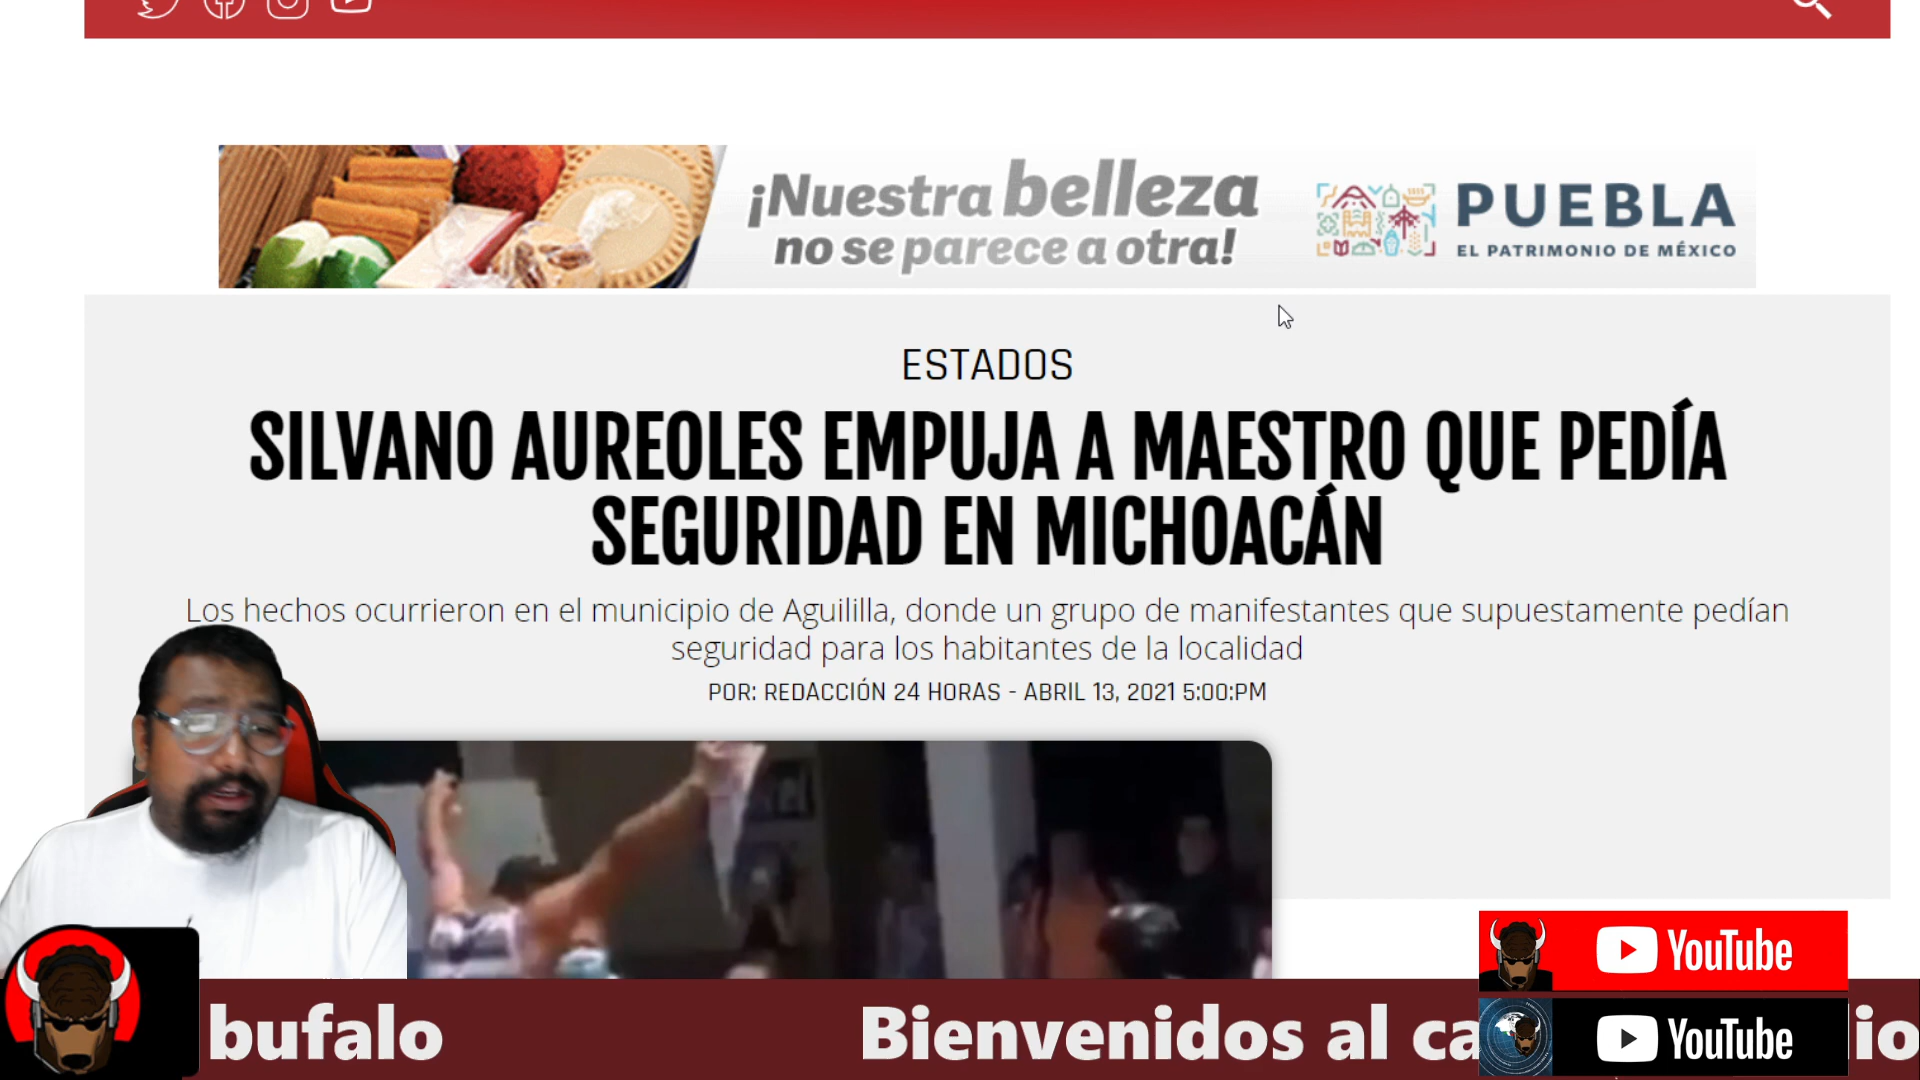 ¡Nuestra belleza
no se parece a otra!
PUEBLA
EL PATRIMONIO DE MÉXICO
ESTADOS
SILVANO AUREOLES EMPUJA A MAESTRO QUE PEDÍA
SEGURIDAD EN MICHOACÁN
Los hechos ocurrieron en el municipio de Aguililla, donde un grupo de manifestantes que supuestamente pedían
seguridad para los habitantes de la localidad
POR: REDACCIÓN 24 HORAS - ABRIL 13, 2021 5:00:PM
YouTube
YouTube
bufalo Bienvenidos al ca io